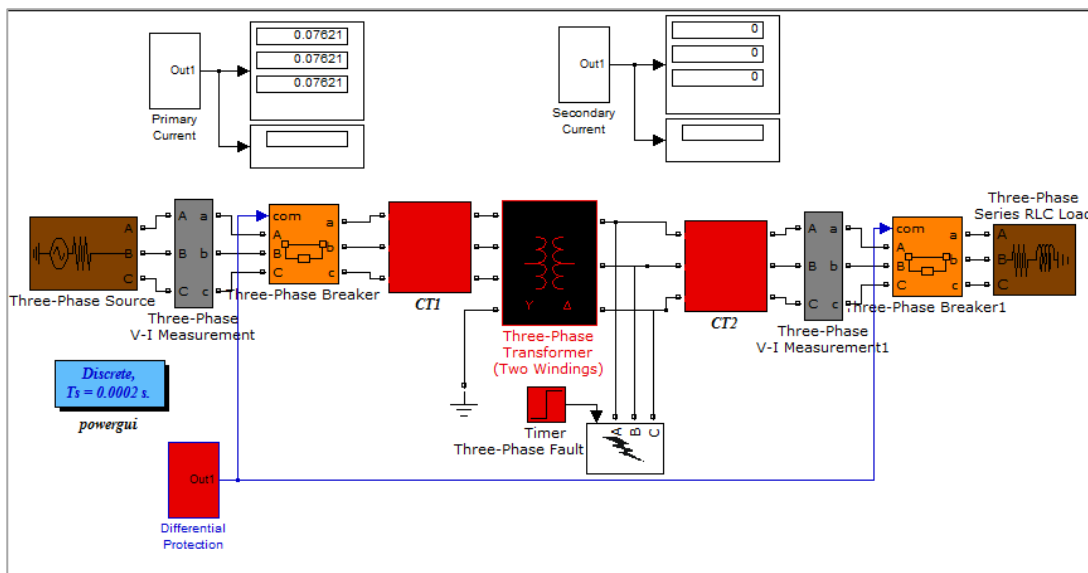 Out1
Primary
Current
0.07621
0.07621
0.07621
Out1
Secondary
Current
0
0
0
A
B
C
Three-Phase Source
A
B
C
a
b
c
Three-Phase
V-I Measurement
com
A
B
C
a
b
c
Three-Phase Breaker
CT1
Y
Δ
Three-Phase
Transformer
(Two Windings)
CT2
A
B
C
a
b
c
Three-Phase
V-I Measurement1
com
A
B
C
a
b
c
Three-Phase Breaker1
Three-Phase
Series RLC Load
A
B
C
Discrete,
Ts = 0.0002 s.
powergui
Timer
Three-Phase Fault
A
B
C
Out1
Differential
Protection